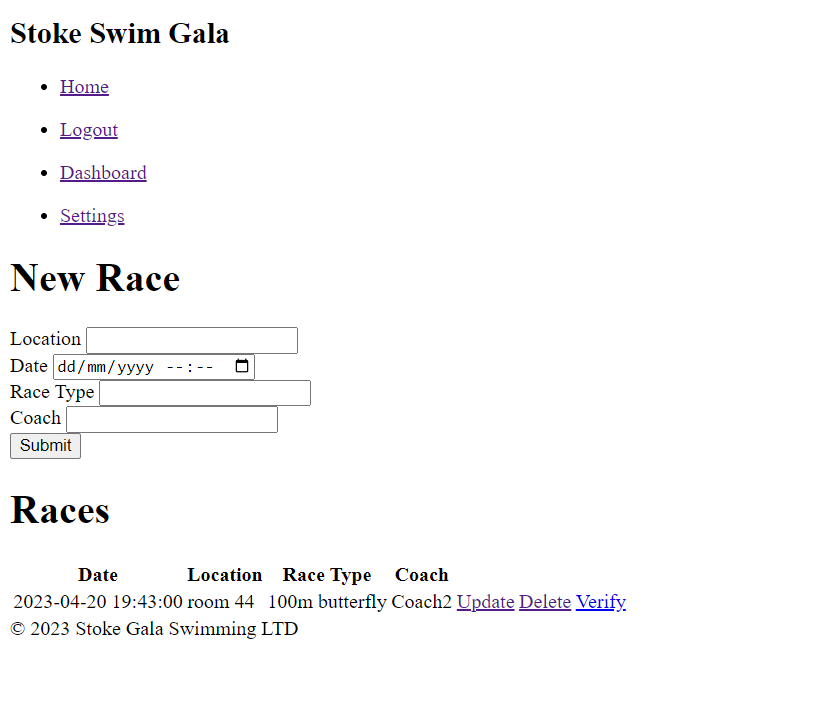 Stoke Swim Gala
Home
Logout
Dashboard
Settings
New Race
Location
Date dd/mm/yyyy --:--
Race Type
Coach
Submit
Races
Date Location Race Type Coach
2023-04-20 19:43:00 room 44 100m butterfly Coach2 Update Delete Verify
© 2023 Stoke Gala Swimming LTD